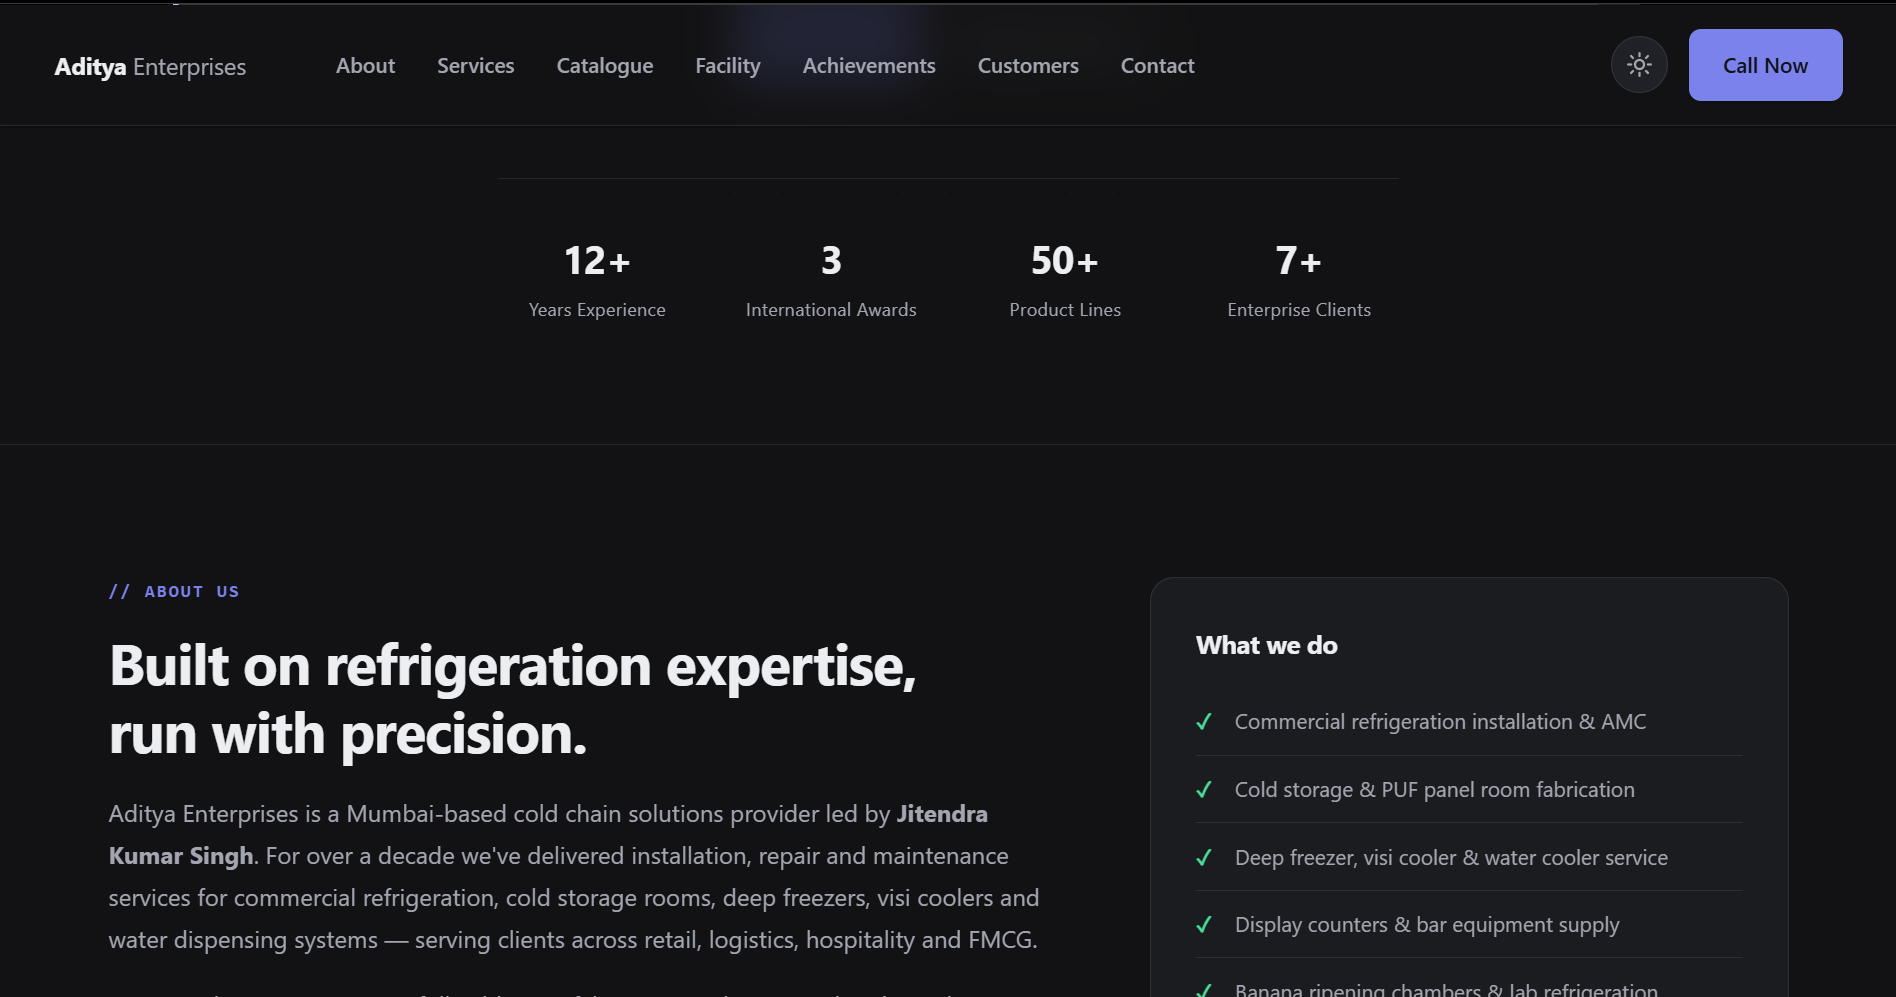 Aditya Enterprises
About
Services
Catalogue
Facility
Achievements
Customers
Contact
Call Now
12+
Years Experience
3
International Awards
50+
Product Lines
7+
Enterprise Clients
// ABOUT US
Built on refrigeration expertise,
run with precision.
Aditya Enterprises is a Mumbai-based cold chain solutions provider led by Jitendra
Kumar Singh. For over a decade we've delivered installation, repair and maintenance
services for commercial refrigeration, cold storage rooms, deep freezers, visi coolers and
water dispensing systems — serving clients across retail, logistics, hospitality and FMCG.
What we do
✓ Commercial refrigeration installation & AMC
✓ Cold storage & PUF panel room fabrication
✓ Deep freezer, visi cooler & water cooler service
✓ Display counters & bar equipment supply
✓ Banana ripening chambers & lab refrigeration